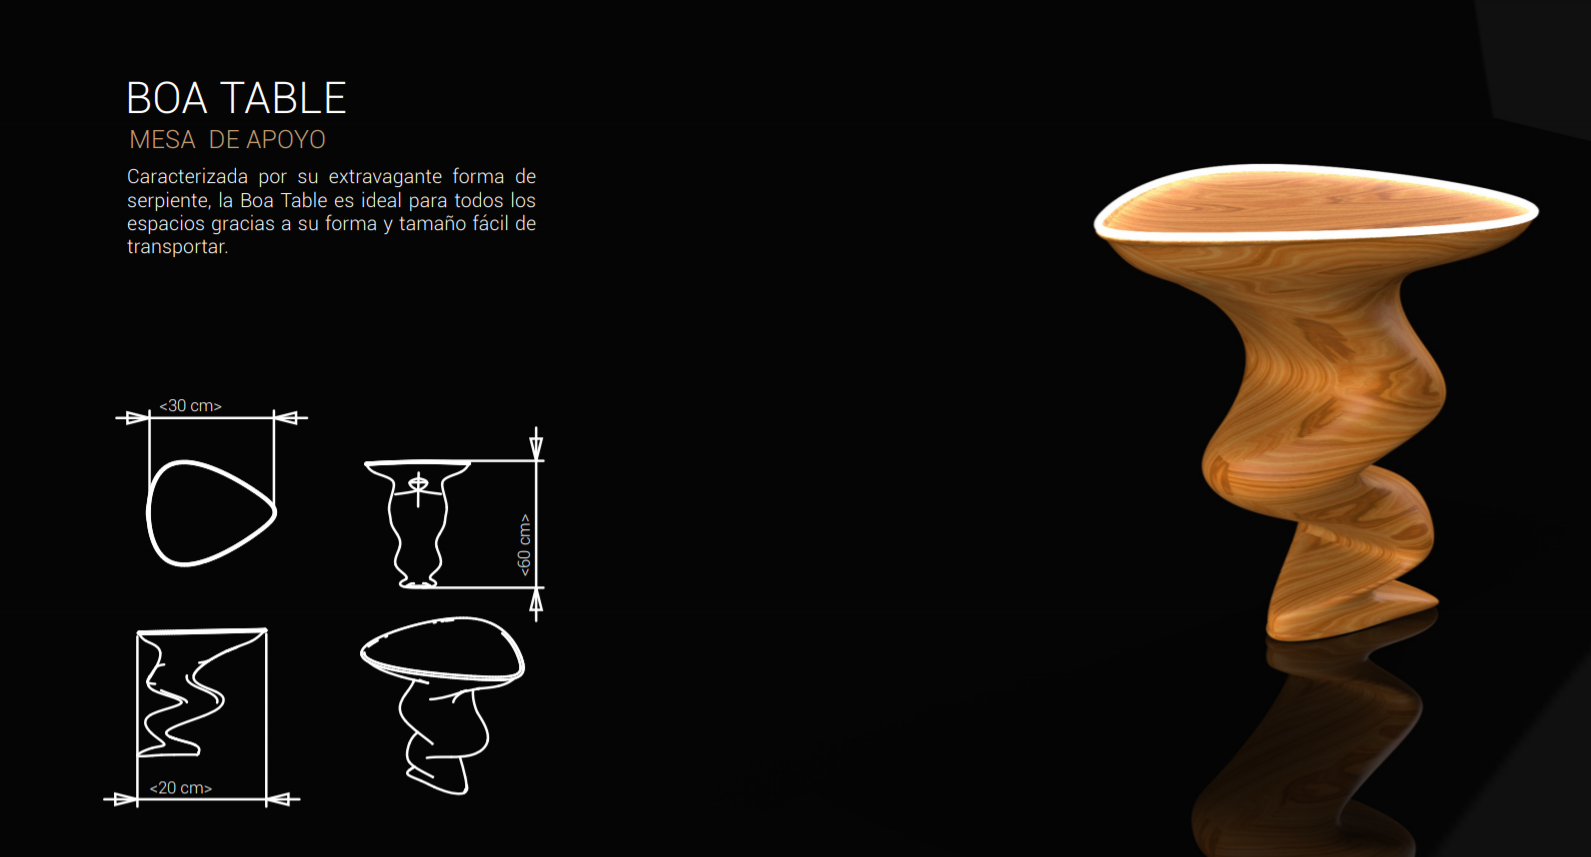 BOA TABLE
MESA DE APOYO
Caracterizada por su extravagante forma de
serpiente, la Boa Table es ideal para todos los
espacios gracias a su forma y tamaño fácil de
transportar.
<30 cm>
<60 cm>
<20 cm>